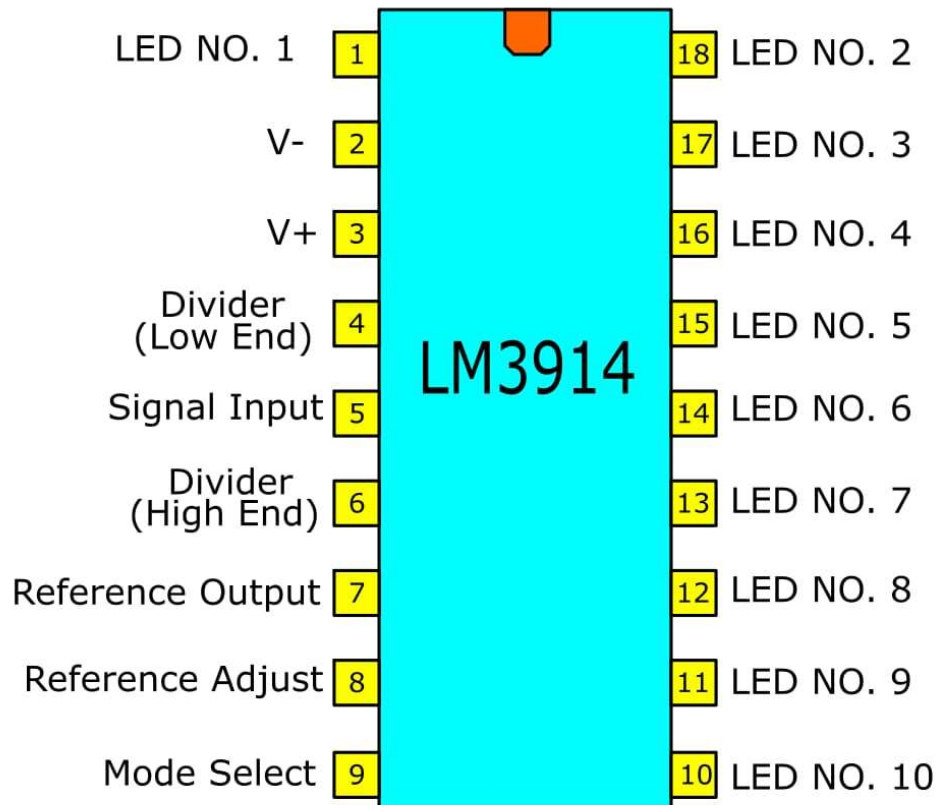 LED NO. 1 1 18 LED NO. 2
V- 2 17 LED NO. 3
V+ 3 16 LED NO. 4
Divider
(Low End) 4 15 LED NO. 5
LM3914
Signal Input 5 14 LED NO. 6
Divider
(High End) 6 13 LED NO. 7
Reference Output 7 12 LED NO. 8
Reference Adjust 8 11 LED NO. 9
Mode Select 9 10 LED NO. 10